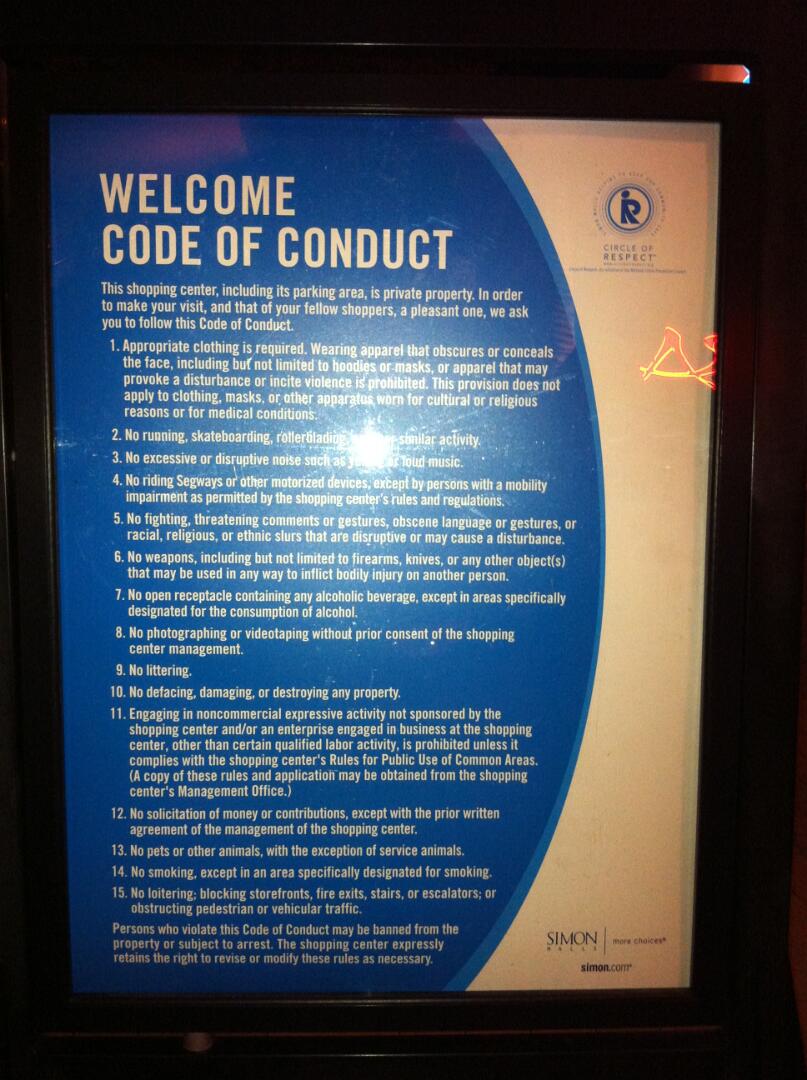 WELCOME
CODE OF CONDUCT
This shopping center, including its parking area, is private property. In order
to make your visit, and that of your fellow shoppers, a pleasant one, we ask
you to follow this Code of Conduct.
1. Appropriate clothing is required. Wearing apparel that obscures or conceals
the face, including but not limited to hoodies or masks, or apparel that may
provoke a disturbance or incite violence is prohibited. This provision does not
apply to clothing, masks, or other apparatus worn for cultural or religious
reasons or for medical conditions.
2. No running, skateboarding, rollerblading, similar activity.
3. No excessive or disruptive noise such as or loud music.
4. No riding Segways or other motorized devices, except by persons with a mobility
impairment as permitted by the shopping center's rules and regulations.
5. No fighting, threatening comments or gestures, obscene language or gestures, or
racial, religious, or ethnic slurs that are disruptive or may cause a disturbance.
6. No weapons, including but not limited to firearms, knives, or any other object(s)
that may be used in any way to inflict bodily injury on another person.
7. No open receptacle containing any alcoholic beverage, except in areas specifically
designated for the consumption of alcohol.
8. No photographing or videotaping without prior consent of the shopping
center management.
9. No littering.
10. No defacing, damaging, or destroying any property.
11. Engaging in noncommercial expressive activity not sponsored by the
shopping center and/or an enterprise engaged in business at the shopping
center, other than certain qualified labor activity, is prohibited unless it
complies with the shopping center's Rules for Public Use of Common Areas.
(A copy of these rules and application may be obtained from the shopping
center's Management Office.)
12. No solicitation of money or contributions, except with the prior written
agreement of the management of the shopping center.
13. No pets or other animals, with the exception of service animals.
14. No smoking, except in an area specifically designated for smoking.
15. No loitering; blocking storefronts, fire exits, stairs, or escalators; or
obstructing pedestrian or vehicular traffic.
Persons who violate this Code of Conduct may be banned from the
property or subject to arrest. The shopping center expressly
retains the right to revise or modify these rules as necessary.
CIRCLE OF
RESPECT™
SIMON more choices®
MALLS
simon.com®